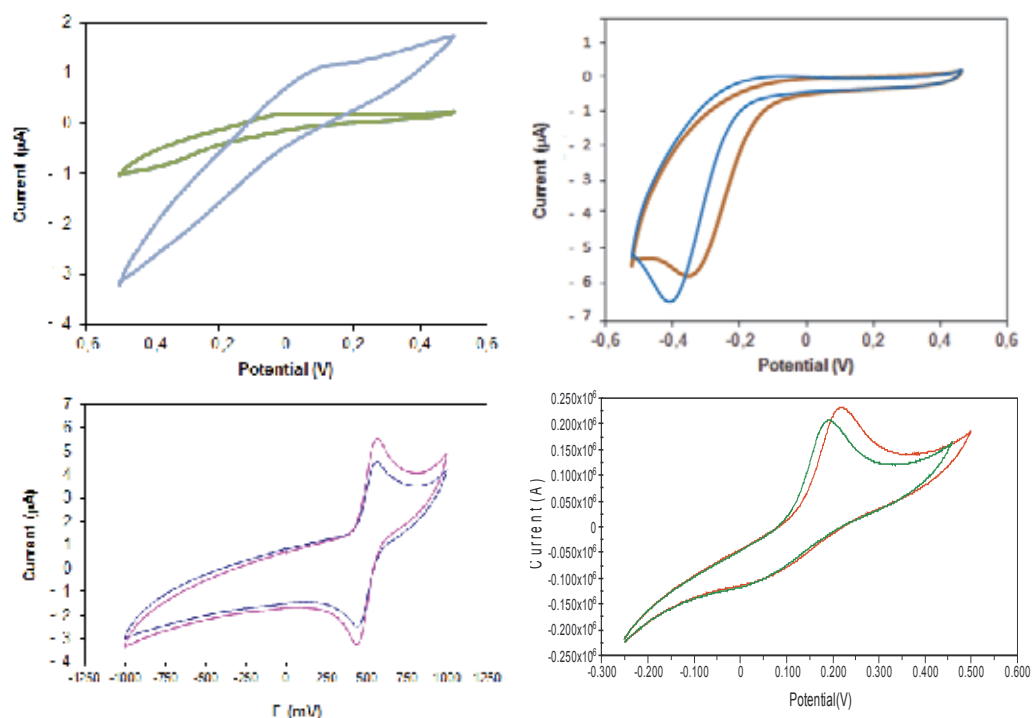 2
1
0
- 1
- 2
- 3
- 4
Current (µA)
0,6 0,4 0,2 0 0,2 0,4 0,6
Potential (V)
1
0
- 1
- 2
- 3
- 4
- 5
- 6
- 7
Current (µA)
-0,6 -0,4 -0,2 0 0,2 0,4 0,6
Potential (V)
7
6
5
4
3
2
1
0
- 1
- 2
- 3
- 4
Current (µA)
-1250 -1000 -750 -500 -250 0 250 500 750 1000 1250
(mV)
0.250x10⁶
0.200x10⁶
0.150x10⁶
0.100x10⁶
0.050x10⁶
0
-0.050x10⁶
-0.100x10⁶
-0.150x10⁶
-0.200x10⁶
-0.250x10⁶
Current (A)
-0.300 -0.200 -0.100 0 0.100 0.200 0.300 0.400 0.500 0.600
Potential(V)